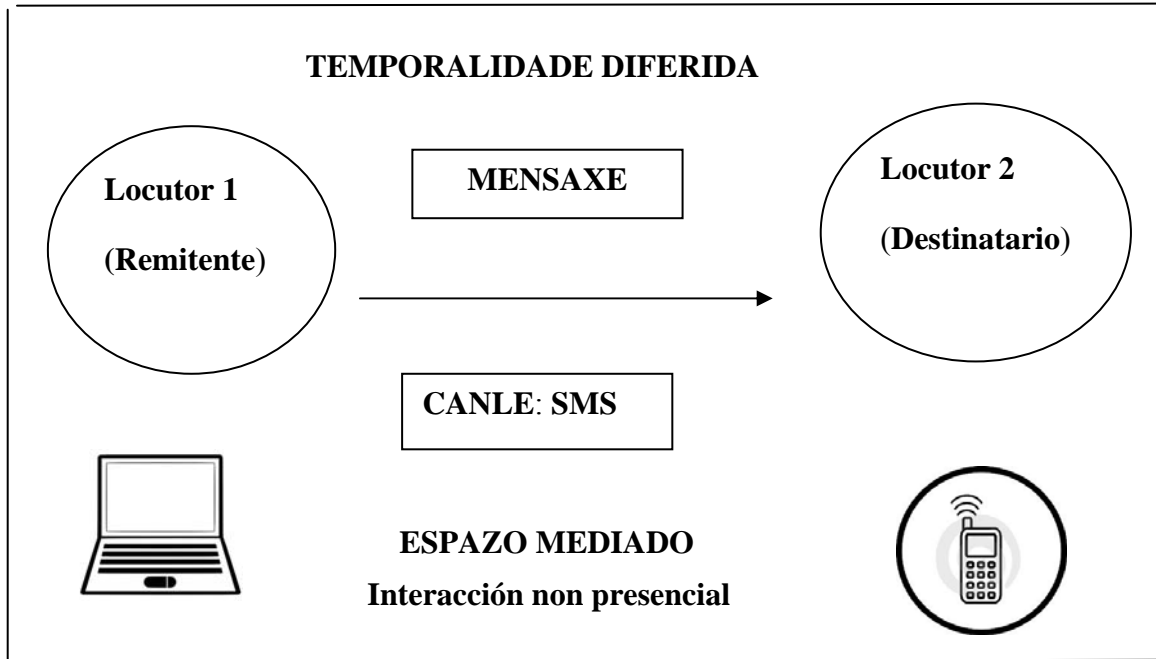 TEMPORALIDADE DIFERIDA
Locutor 1
(Remitente)
MENSAXE
Locutor 2
(Destinatario)
CANLE: SMS
ESPAZO MEDIADO
Interacción non presencial